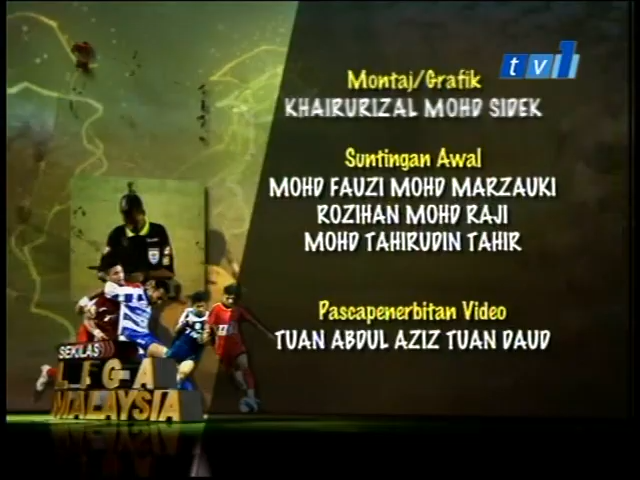 tv1
Montaj/Grafik
KHAIRURIZAL MOHD SIDEK
Suntingan Awal
MOHD FAUZI MOHD MARZAUKI
ROZIHAN MOHD RAJI
MOHD TAHIRUDIN TAHIR
Pascapenerbitan Video
TUAN ABDUL AZIZ TUAN DAUD
SEKILAS
LIGA
MALAYSIA